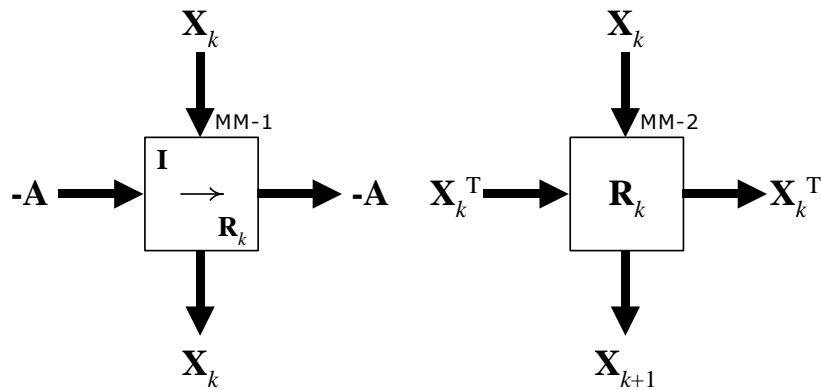 X_k X_k
MM-1 MM-2
I
-A → -A X_k^T R_k X_k^T
R_k
X_k X_{k+1}